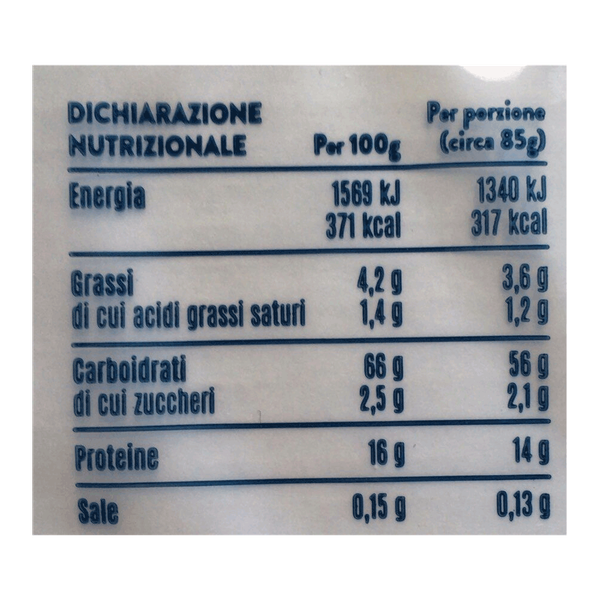 DICHIARAZIONE NUTRIZIONALE Per 100g Per porzione (circa 85g)
Energia 1569 kJ 1340 kJ
371 kcal 317 kcal
Grassi 4,2 g 3,6 g
di cui acidi grassi saturi 1,4 g 1,2 g
Carboidrati 66 g 56 g
di cui zuccheri 2,5 g 2,1 g
Proteine 16 g 14 g
Sale 0,15 g 0,13 g